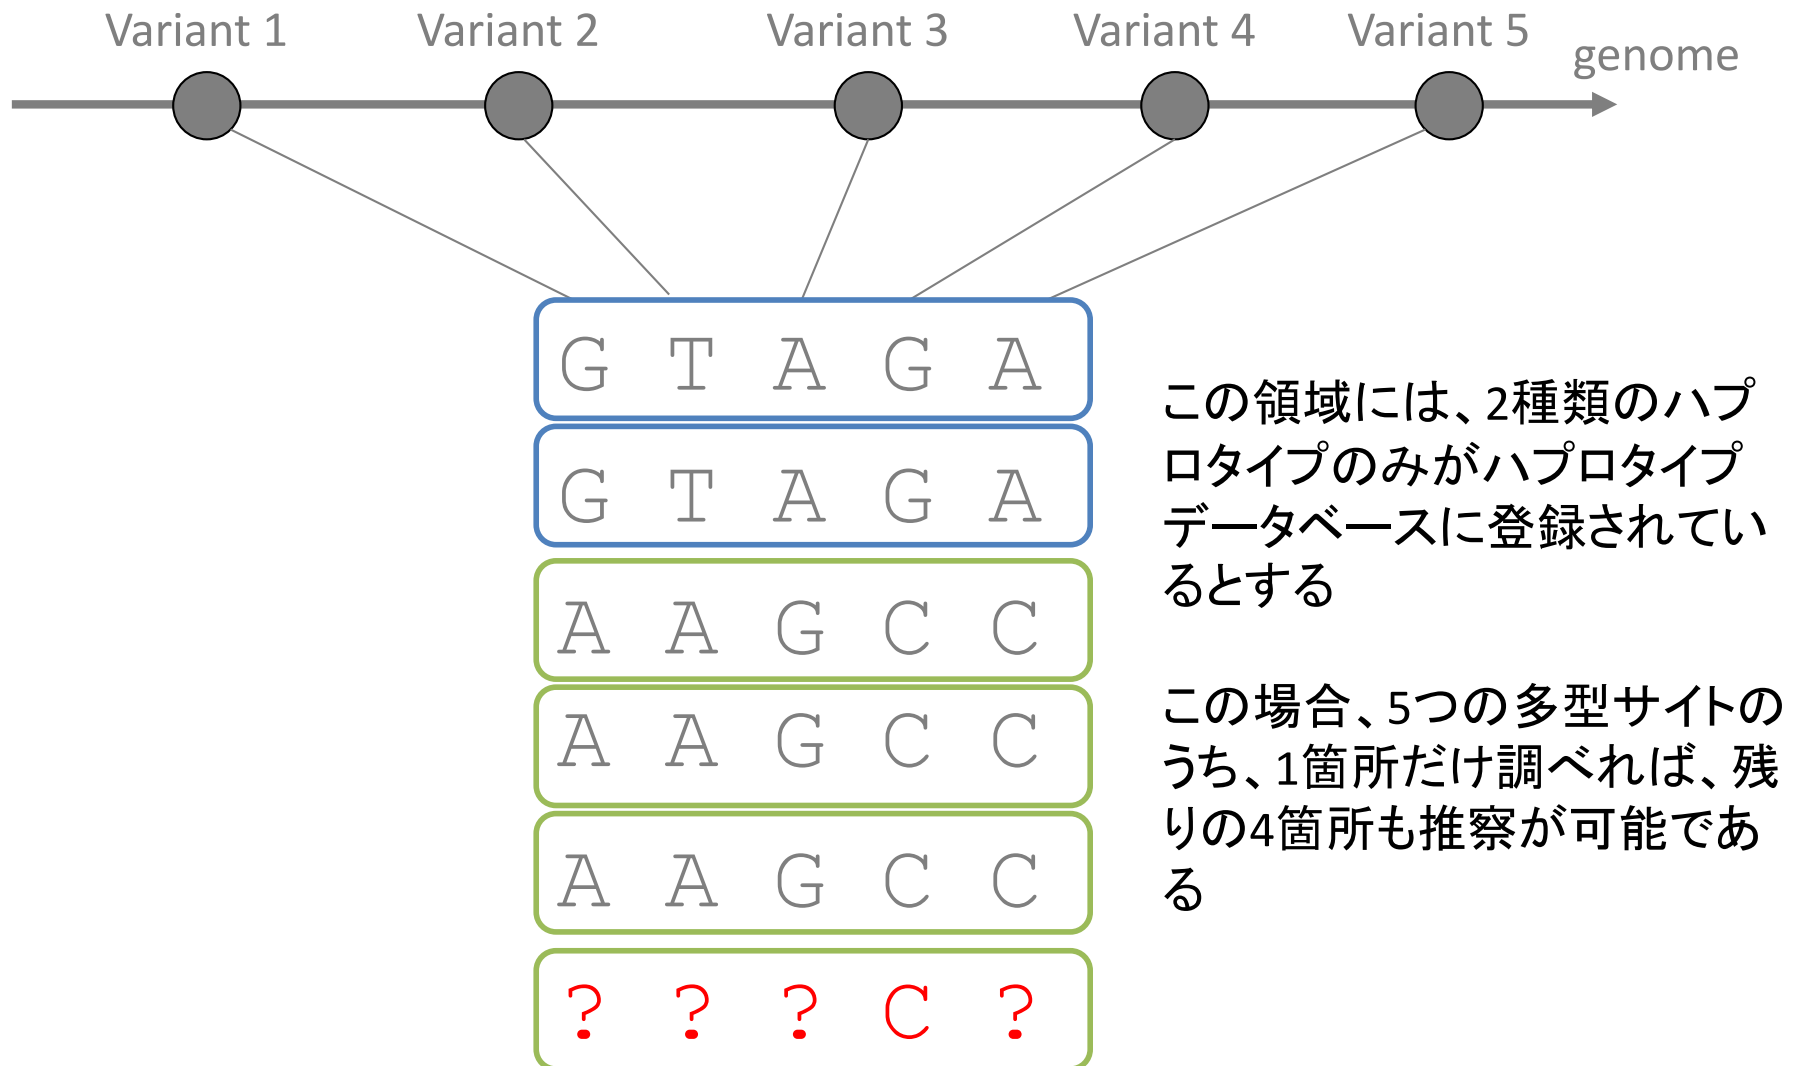 Variant 1 Variant 2 Variant 3 Variant 4 Variant 5
genome
G T A G A
G T A G A
A A G C C
A A G C C
A A G C C
? ? ? C ?
この領域には、2種類のハプ
ロタイプのみがハプロタイプ
データベースに登録されてい
るとする
この場合、5つの多型サイトの
うち、1箇所だけ調べれば、残
りの4箇所も推察が可能であ
る